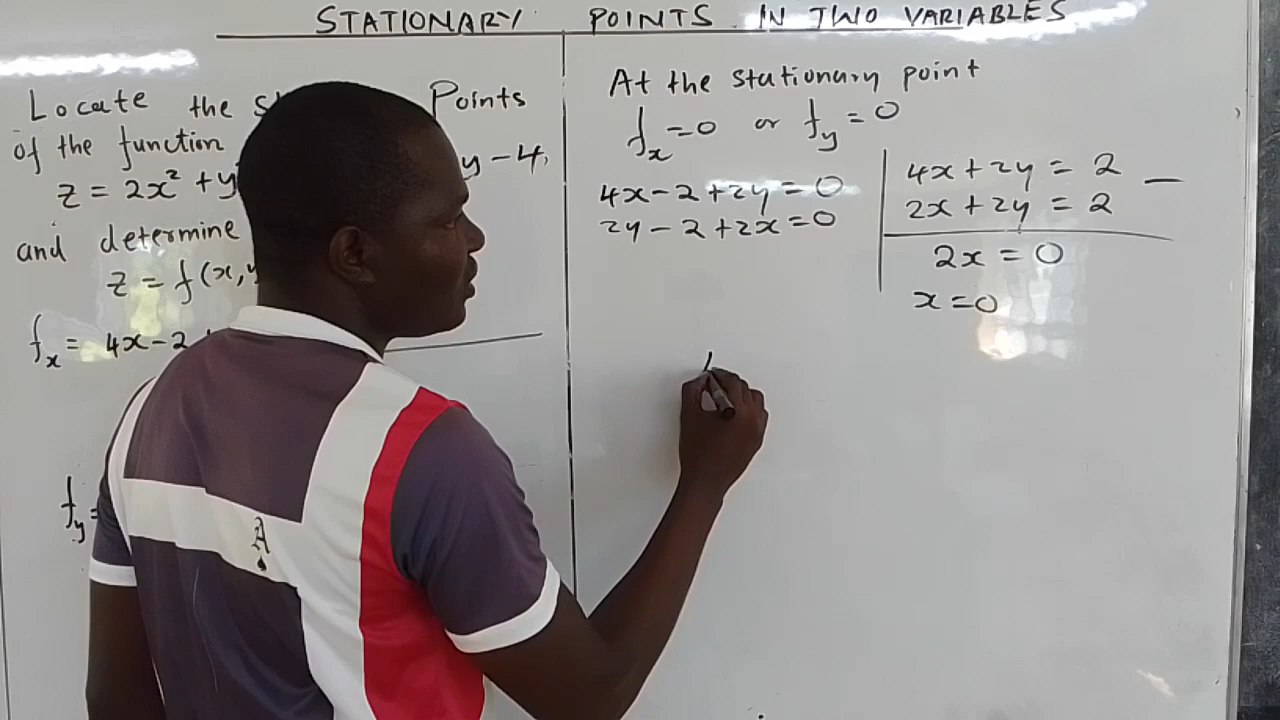 STATIONARY POINTS IN TWO VARIABLES
Locate the Points
of the function
z = 2x² + y y - 4,
and determine
z = f(x,y
fx = 4x - 2
fy =
At the stationary point
fx = 0 or fy = 0
4x - 2 + 2y = 0
2y - 2 + 2x = 0
4x + 2y = 2 —
2x + 2y = 2
2x = 0
x = 0
A